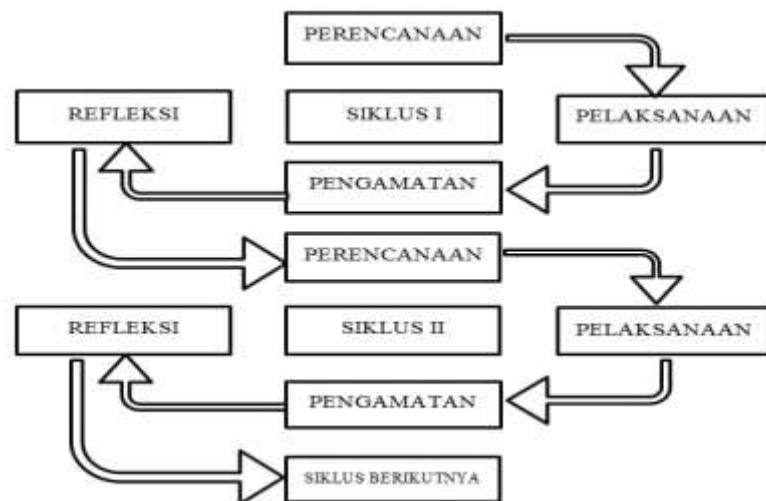 PERENCANAAN
REFLEKSI
SIKLUS I
PELAKSANAAN
PENGAMATAN
PERENCANAAN
REFLEKSI
SIKLUS II
PELAKSANAAN
PENGAMATAN
SIKLUS BERIKUTNYA